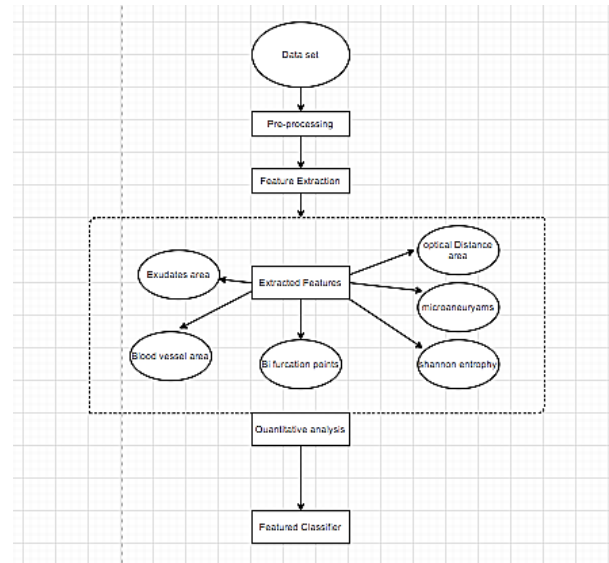 Data set
Pre-processing
Feature Extraction
optical Distance
area
Exudates area
Extracted Features
microaneuryams
Blood vessel area
Bi furcation points
shannon entrophy
Quantitative analysis
Featured Classifier